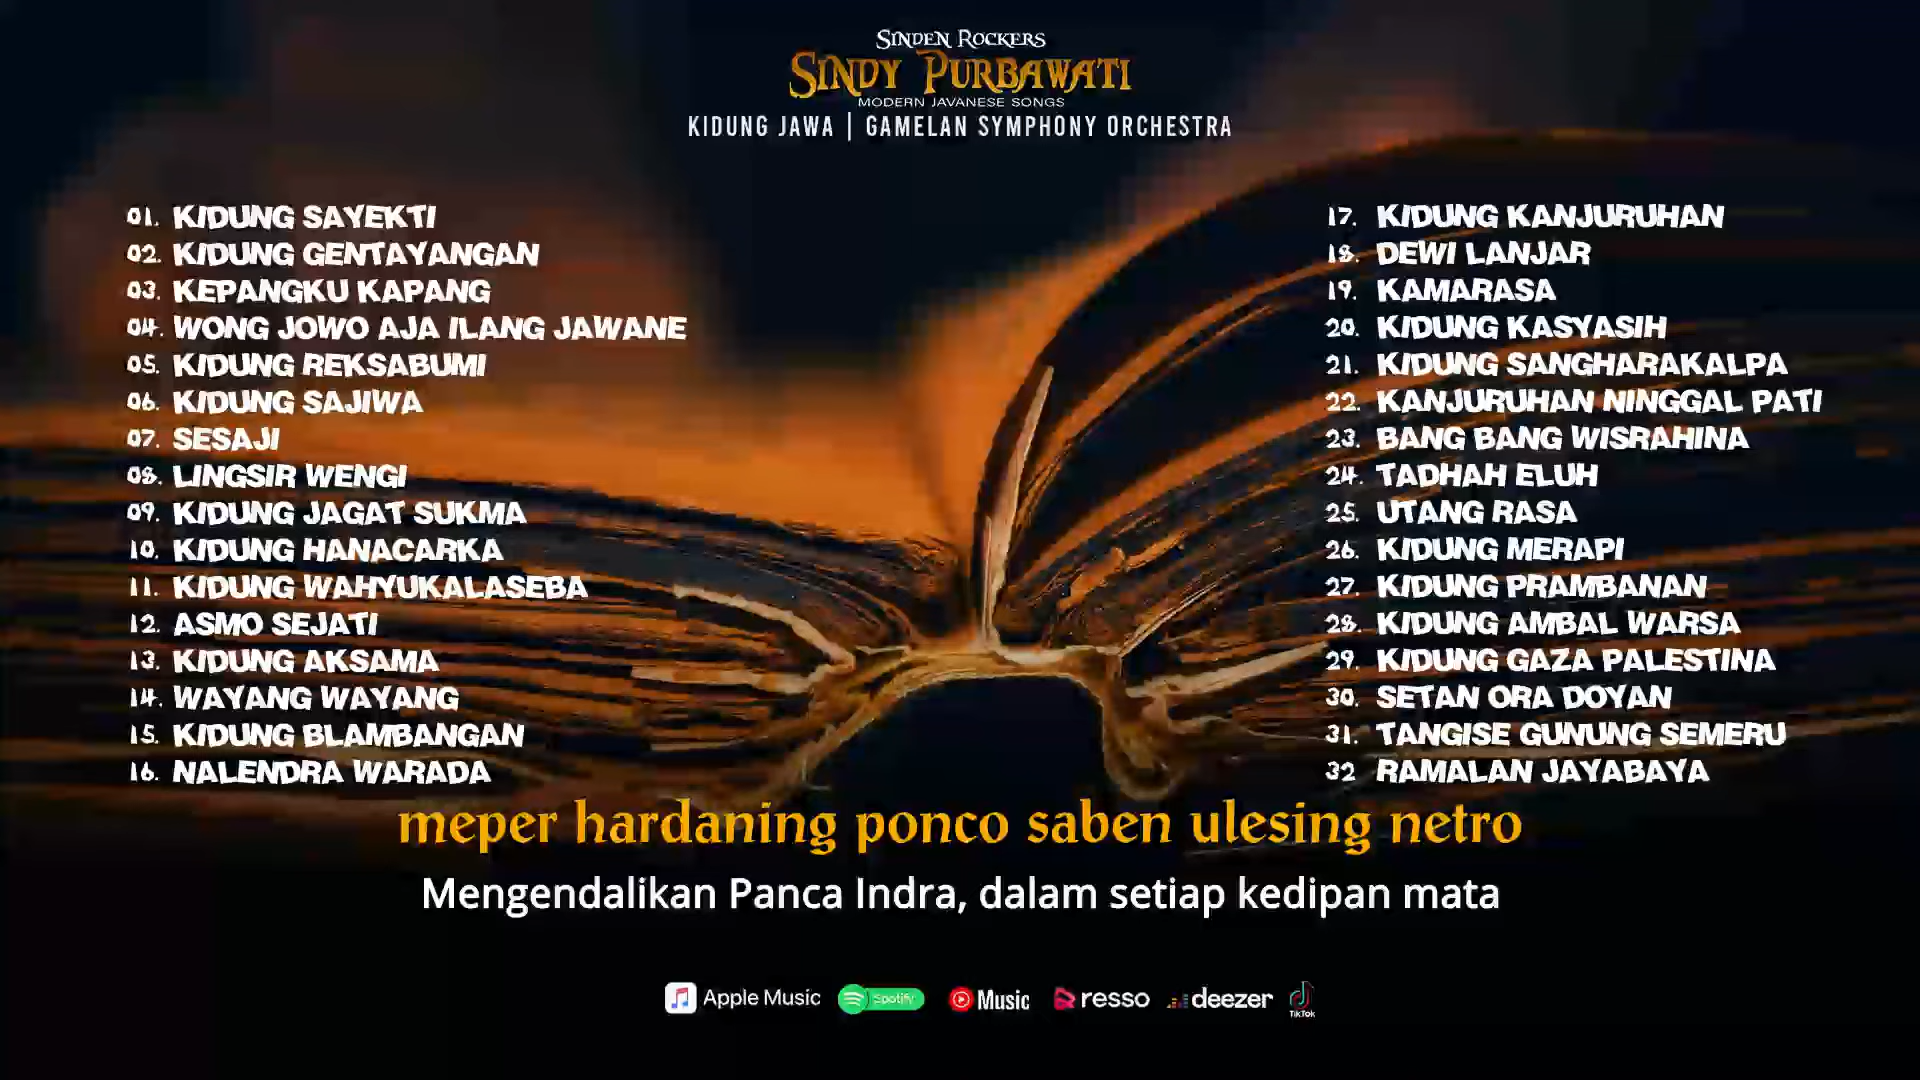 SINDEN ROCKERS
SINDY PURBAWATI
MODERN JAVANESE SONGS
KIDUNG JAWA | GAMELAN SYMPHONY ORCHESTRA
01. KIDUNG SAYEKTI
02. KIDUNG GENTAYANGAN
03. KEPANGKU KAPANG
04. WONG JOWO AJA ILANG JAWANE
05. KIDUNG REKSABUMI
06. KIDUNG SAJIWA
07. SESAJI
08. LINGSIR WENGI
09. KIDUNG JAGAT SUKMA
10. KIDUNG HANACARKA
11. KIDUNG WAHYUKALASEBA
12. ASMO SEJATI
13. KIDUNG AKSAMA
14. WAYANG WAYANG
15. KIDUNG BLAMBANGAN
16. NALENDRA WARADA
17. KIDUNG KANJURUHAN
18. DEWI LANJAR
19. KAMARASA
20. KIDUNG KASYASIH
21. KIDUNG SANGHARAKALPA
22. KANJURUHAN NINGGAL PATI
23. BANG BANG WISRAHINA
24. TADHAH ELUH
25. UTANG RASA
26. KIDUNG MERAPI
27. KIDUNG PRAMBANAN
28. KIDUNG AMBAL WARSA
29. KIDUNG GAZA PALESTINA
30. SETAN ORA DOYAN
31. TANGISE GUNUNG SEMERU
32 RAMALAN JAYABAYA
meper hardaning ponco saben ulesing netro
Mengendalikan Panca Indra, dalam setiap kedipan mata
Apple Music Spotify Music resso deezer TikTok